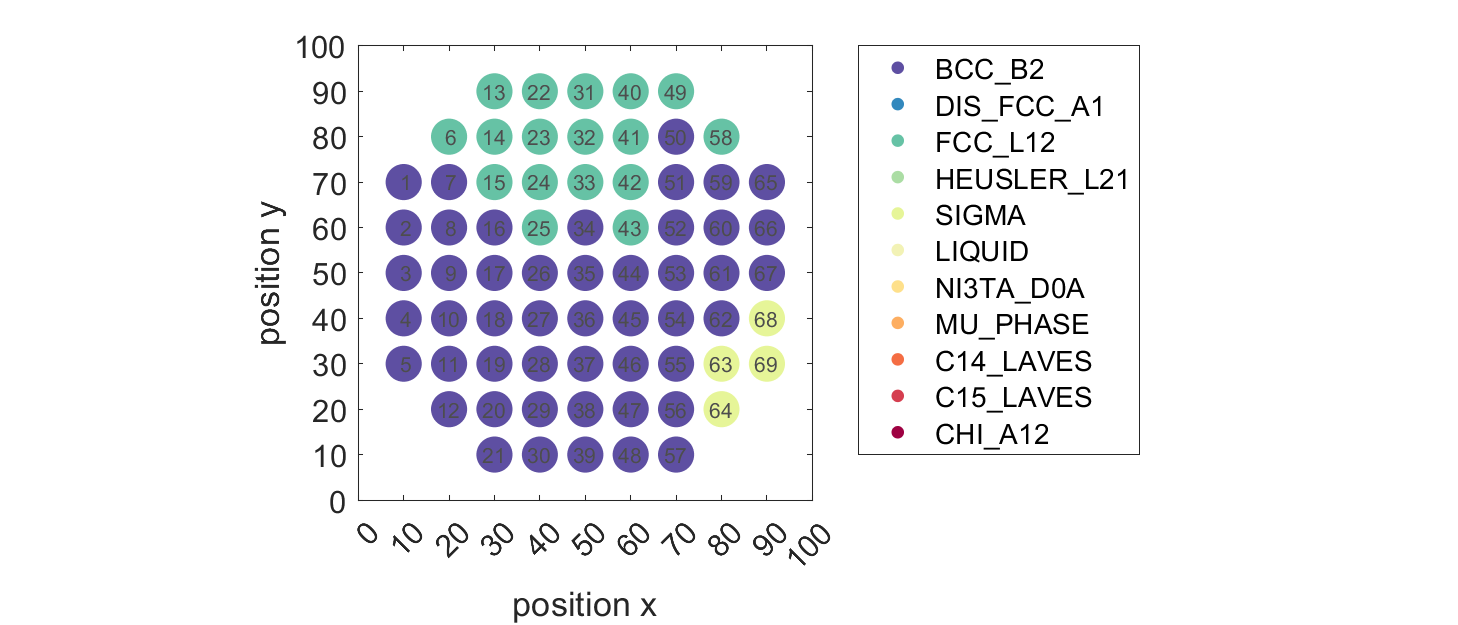 100
90
80
70
60
50
40
30
20
10
0
position y
13 22 31 40 49
6 14 23 32 41 50 58
1 7 15 24 33 42 51 59 65
2 8 16 25 34 43 52 60 66
3 9 17 26 35 44 53 61 67
4 10 18 27 36 45 54 62 68
5 11 19 28 37 46 55 63 69
12 20 29 38 47 56 64
21 30 39 48 57
0 10 20 30 40 50 60 70 80 90 100
position x
BCC_B2
DIS_FCC_A1
FCC_L12
HEUSLER_L21
SIGMA
LIQUID
NI3TA_D0A
MU_PHASE
C14_LAVES
C15_LAVES
CHI_A12